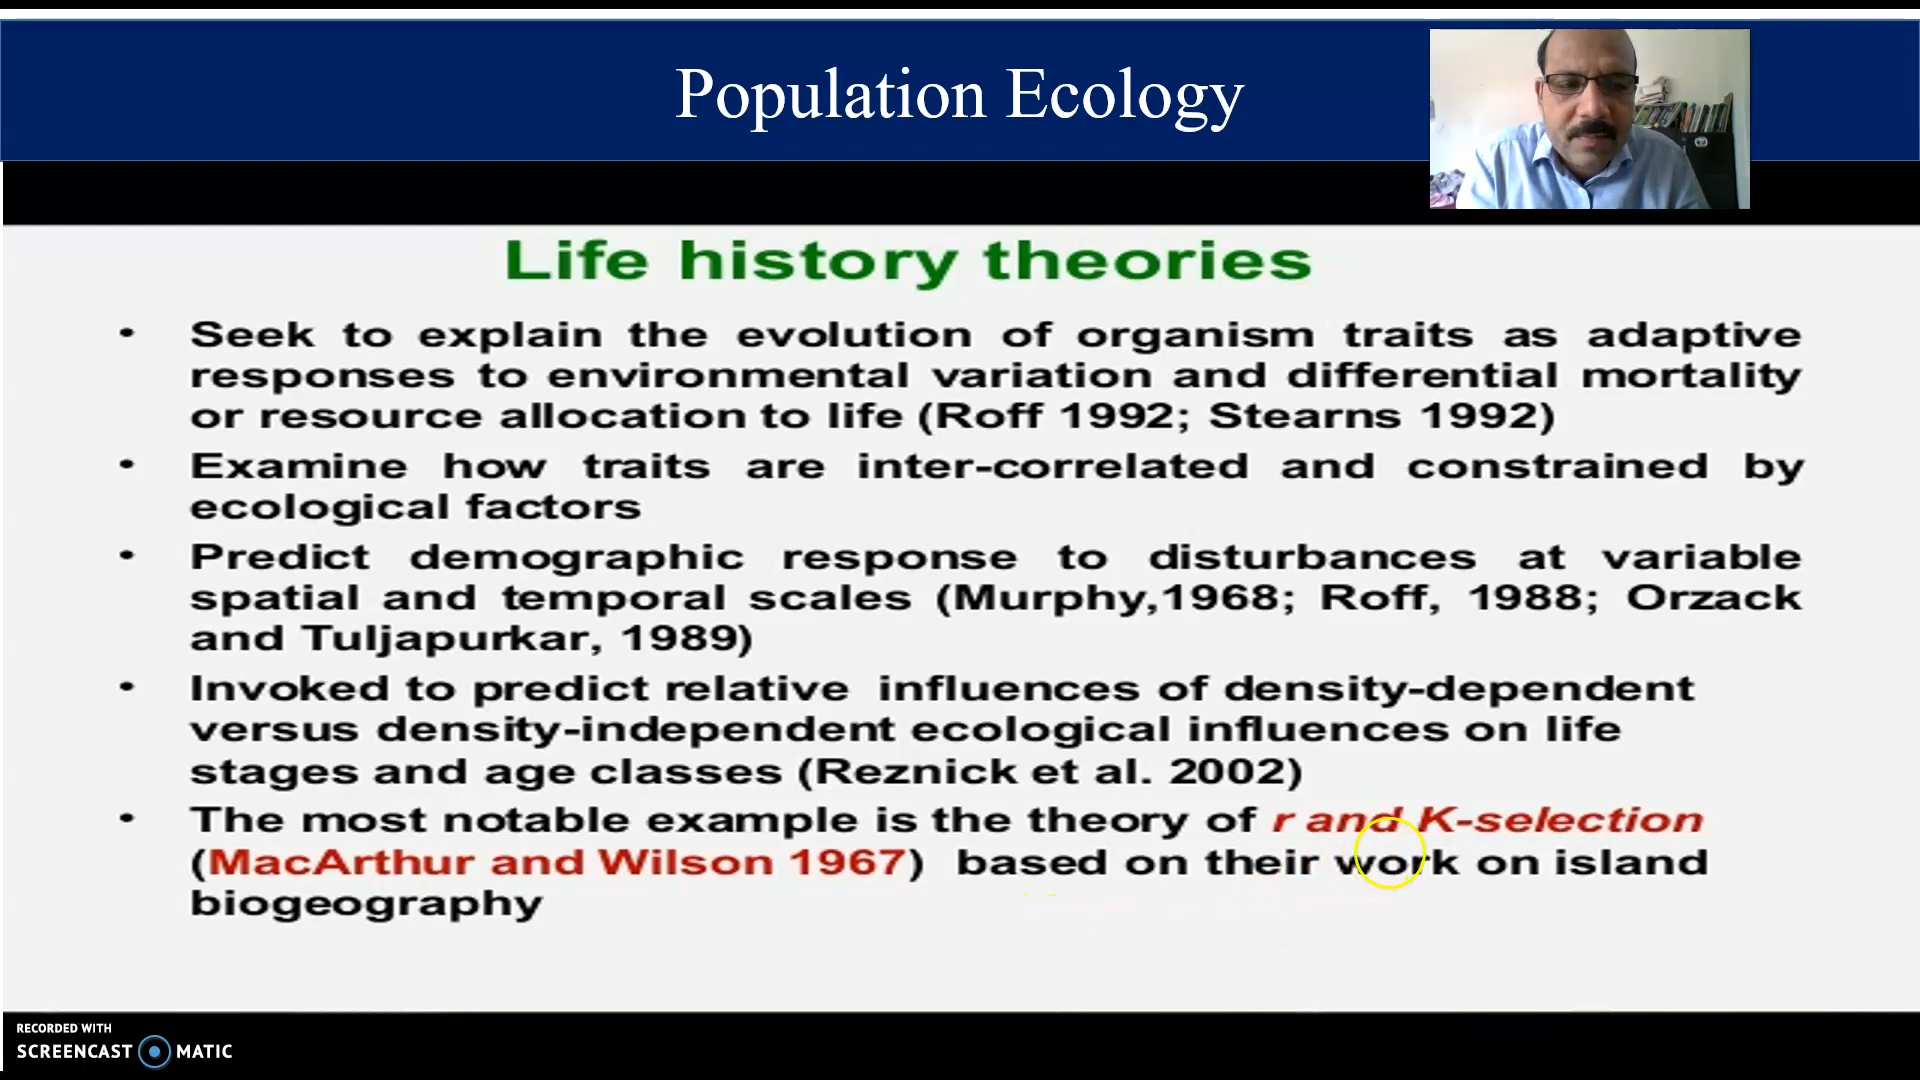 Population Ecology
Life history theories
• Seek to explain the evolution of organism traits as adaptive
responses to environmental variation and differential mortality
or resource allocation to life (Roff 1992; Stearns 1992)
• Examine how traits are inter-correlated and constrained by
ecological factors
• Predict demographic response to disturbances at variable
spatial and temporal scales (Murphy,1968; Roff, 1988; Orzack
and Tuljapurkar, 1989)
• Invoked to predict relative influences of density-dependent
versus density-independent ecological influences on life
stages and age classes (Reznick et al. 2002)
• The most notable example is the theory of r and K-selection
(MacArthur and Wilson 1967) based on their work on island
biogeography
RECORDED WITH
SCREENCAST MATIC